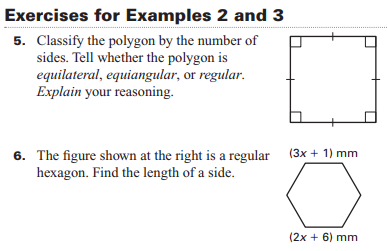 Exercises for Examples 2 and 3
5. Classify the polygon by the number of
sides. Tell whether the polygon is
equilateral, equiangular, or regular.
Explain your reasoning.
6. The figure shown at the right is a regular
hexagon. Find the length of a side.
(3x + 1) mm
(2x + 6) mm